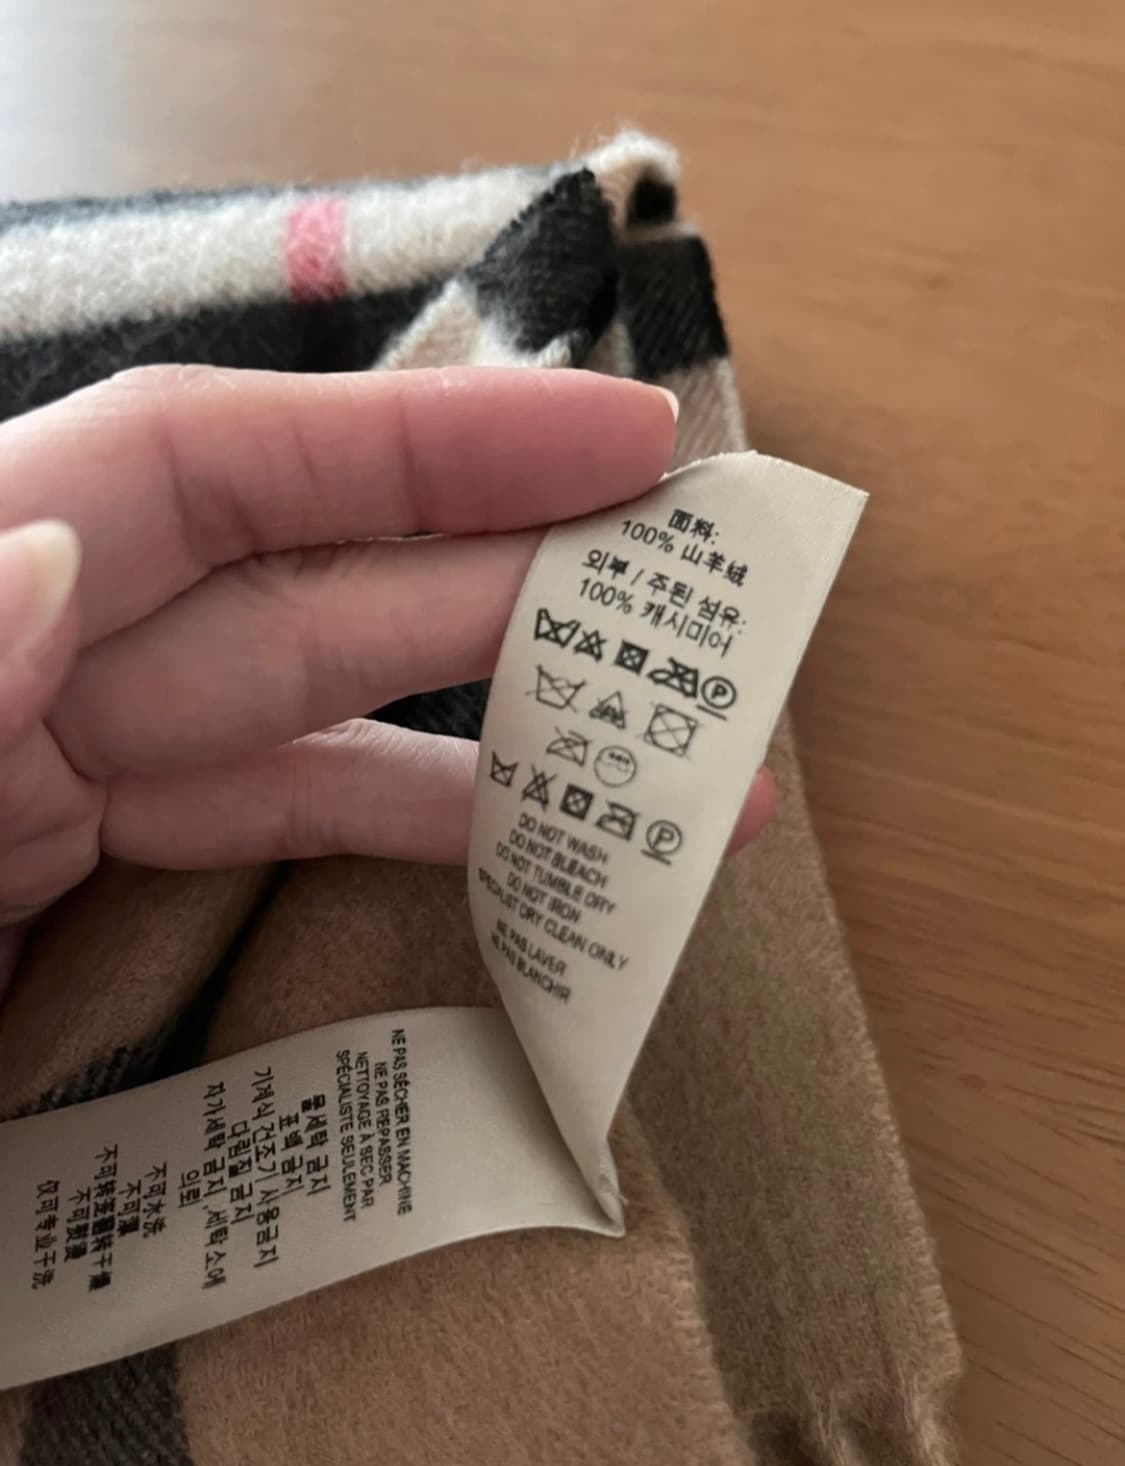 面料:
100% 山羊绒
외부 / 주된 섬유:
100% 캐시미어
P
P
DO NOT WASH
DO NOT BLEACH
DO NOT TUMBLE DRY
DO NOT IRON
SPECIALIST DRY CLEAN ONLY
NE PAS LAVER
NE PAS BLANCHIR
NE PAS SÉCHER EN MACHINE
NE PAS REPASSER
NETTOYAGE À SEC PAR
SPÉCIALISTE SEULEMENT
물세탁 금지
표백 금지
기계식 건조기 사용금지
다림질 금지
자가세탁 금지, 세탁소에
의뢰
不可水洗
不可漂
不可转笼翻转干燥
不可熨烫
仅可专业干洗